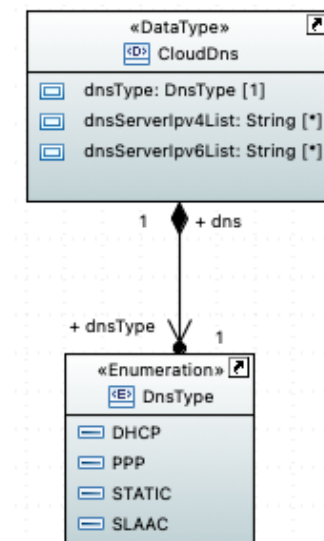 «DataType»
<D> CloudDns
dnsType: DnsType [1]
dnsServerIpv4List: String [*]
dnsServerIpv6List: String [*]
1
+ dns
+ dnsType
1
«Enumeration»
<E> DnsType
DHCP
PPP
STATIC
SLAAC